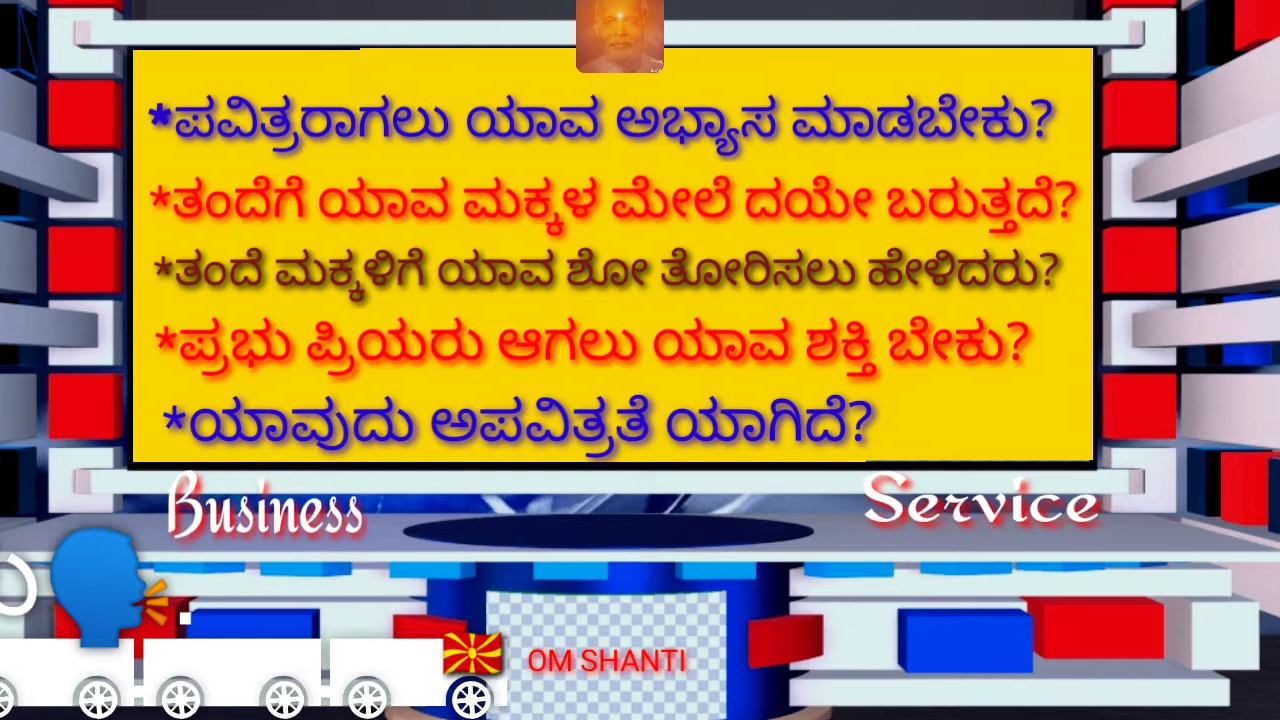 *ಪವಿತ್ರರಾಗಲು ಯಾವ ಅಭ್ಯಾಸ ಮಾಡಬೇಕು?
*ತಂದೆಗೆ ಯಾವ ಮಕ್ಕಳ ಮೇಲೆ ದಯೇ ಬರುತ್ತದೆ?
*ತಂದೆ ಮಕ್ಕಳಿಗೆ ಯಾವ ಶೋ ತೋರಿಸಲು ಹೇಳಿದರು?
*ಪ್ರಭು ಪ್ರಿಯರು ಆಗಲು ಯಾವ ಶಕ್ತಿ ಬೇಕು?
*ಯಾವುದು ಅಪವಿತ್ರತೆ ಯಾಗಿದೆ?
Business Service
OM SHANTI